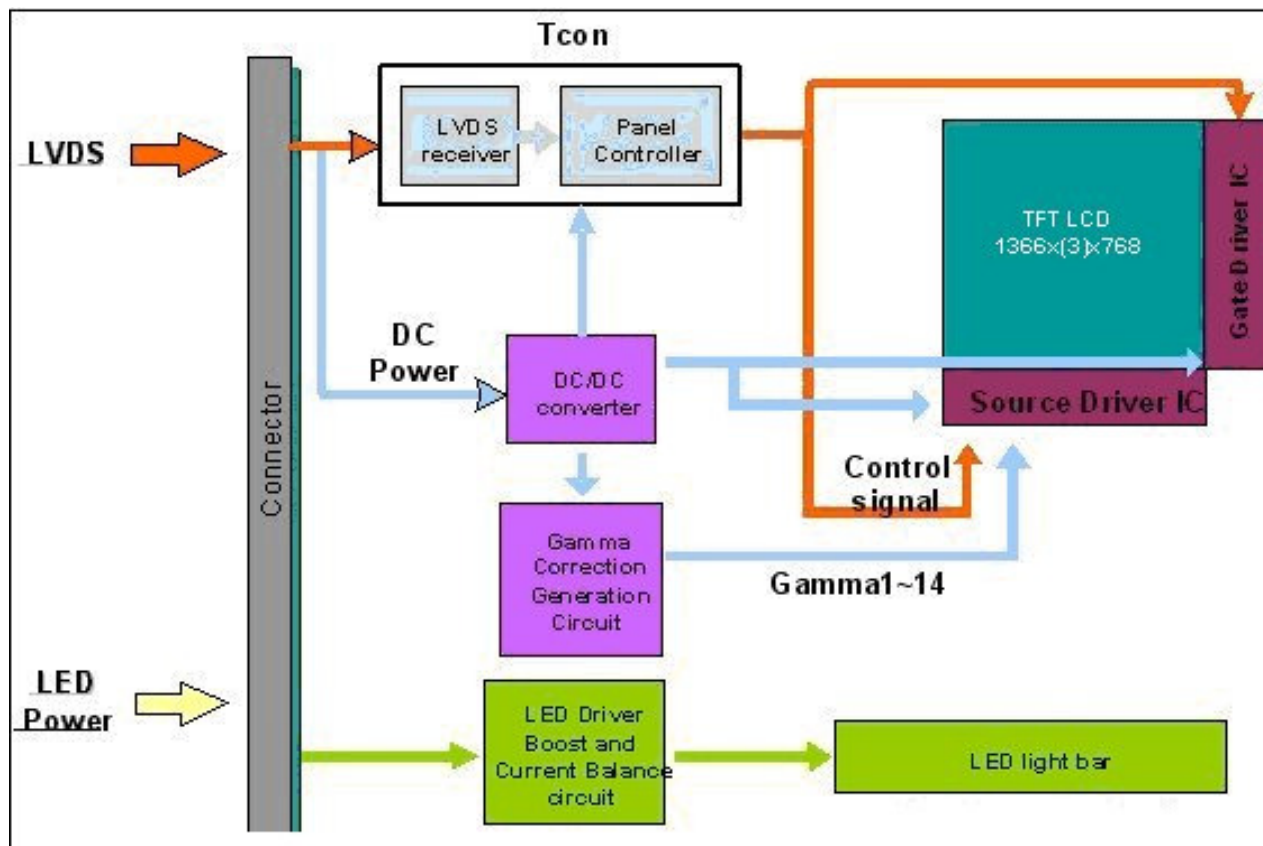 Tcon
LVDS
LVDS
receiver
Panel
Controller
TFT LCD
1366x(3)x768
Gate Driver IC
DC
Power
DC/DC
converter
Source Driver IC
Connector
Control
signal
Gamma
Correction
Generation
Circuit
Gamma1~14
LED
Power
LED Driver
Boost and
Current Balance
circuit
LED light bar